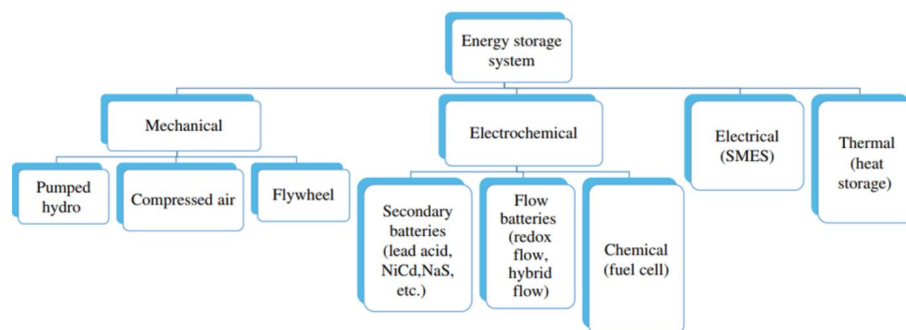 Energy storage
system
Mechanical
Electrochemical
Electrical
(SMES)
Thermal
(heat
storage)
Pumped
hydro
Compressed air
Flywheel
Secondary
batteries
(lead acid,
NiCd,NaS,
etc.)
Flow
batteries
(redox
flow,
hybrid
flow)
Chemical
(fuel cell)